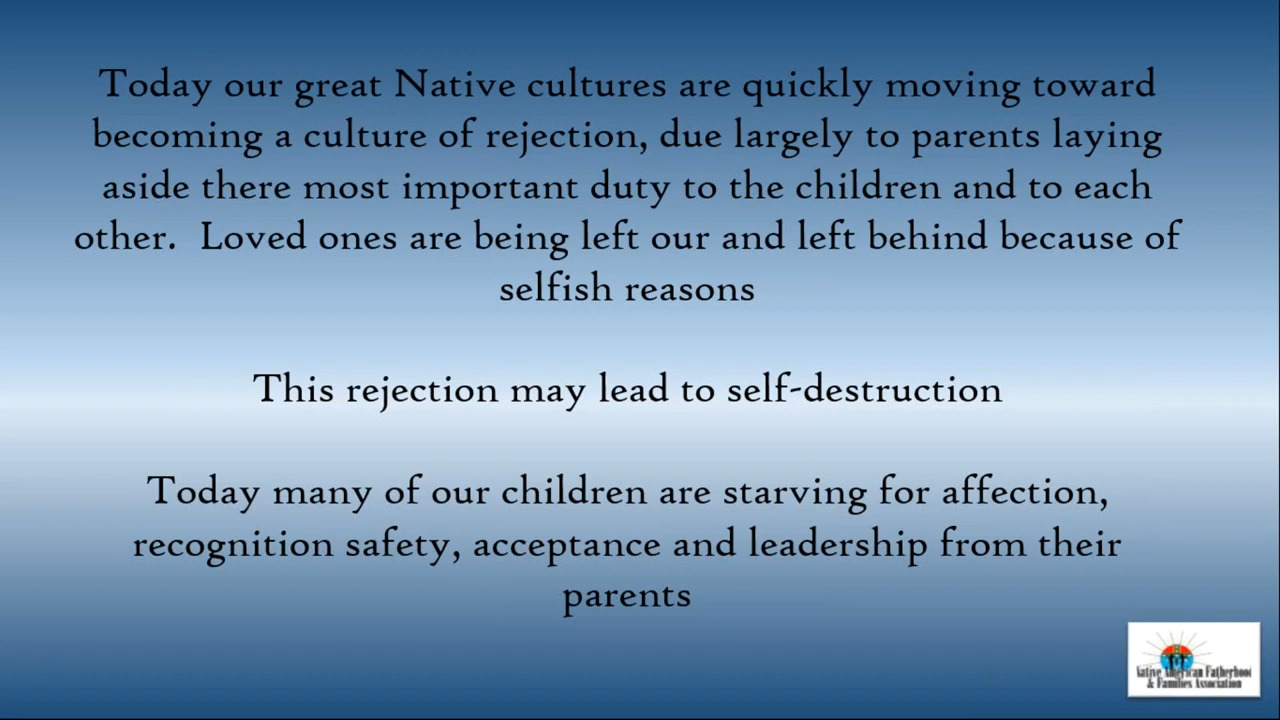 Today our great Native cultures are quickly moving toward
becoming a culture of rejection, due largely to parents laying
aside there most important duty to the children and to each
other.  Loved ones are being left our and left behind because of
selfish reasons
This rejection may lead to self-destruction
Today many of our children are starving for affection,
recognition safety, acceptance and leadership from their
parents
Native American Fatherhood
& Families Association